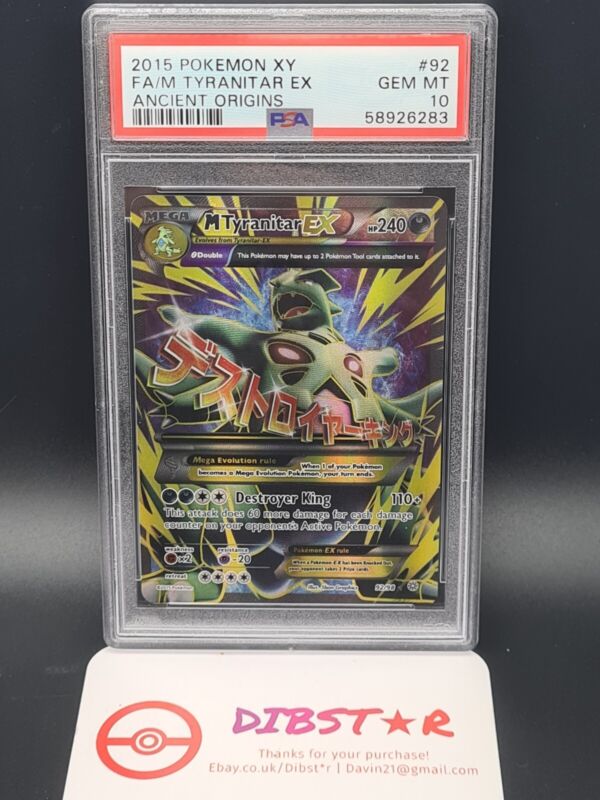 2015 POKEMON XY #92
FA/M TYRANITAR EX GEM MT
ANCIENT ORIGINS 10
PSA 58926283
MEGA M Tyranitar EX HP240
Evolves from Tyranitar-EX
θ Double This Pokémon may have up to 2 Pokémon Tool cards attached to it.
デストロイヤーキング
Mega Evolution rule When 1 of your Pokémon
becomes a Mega Evolution Pokémon, your turn ends.
Destroyer King 110+
This attack does 60 more damage for each damage
counter on your opponent's Active Pokémon.
weakness resistance Pokémon-EX rule
×2 -20 When a Pokémon-EX has been Knocked Out,
your opponent takes 2 Prize cards.
retreat
©2015 Pokémon Illus. 5ban Graphics 92/98
DIBST★R
Thanks for your purchase!
Ebay.co.uk/Dibst*r | Davin21@gmail.com